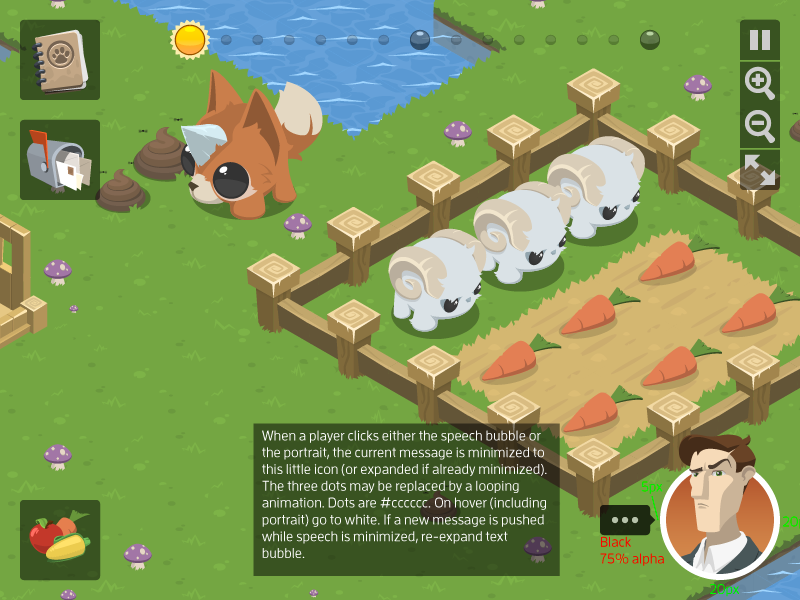 When a player clicks either the speech bubble or
the portrait, the current message is minimized to
this little icon (or expanded if already minimized).
The three dots may be replaced by a looping
animation. Dots are #cccccc. On hover (including
portrait) go to white. If a new message is pushed
while speech is minimized, re-expand text
bubble.
8px
Black
75% alpha
20px